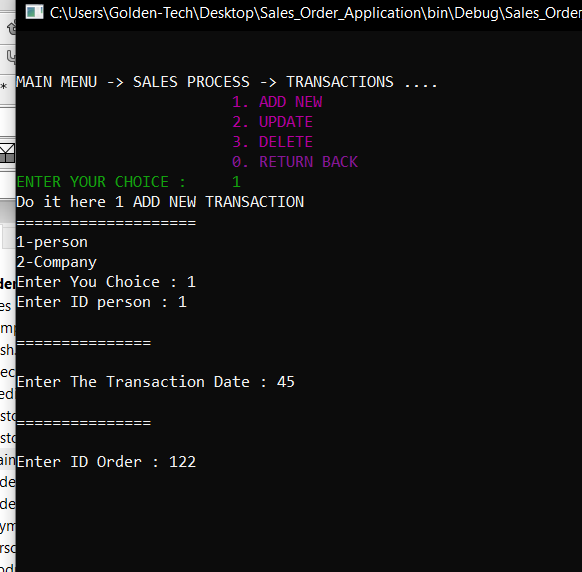 C:\Users\Golden-Tech\Desktop\Sales_Order_Application\bin\Debug\Sales_Order
MAIN MENU -> SALES PROCESS -> TRANSACTIONS ....
1. ADD NEW
2. UPDATE
3. DELETE
0. RETURN BACK
ENTER YOUR CHOICE : 1
Do it here 1 ADD NEW TRANSACTION
====================
1-person
2-Company
Enter You Choice : 1
Enter ID person : 1
===============
Enter The Transaction Date : 45
===============
Enter ID Order : 122